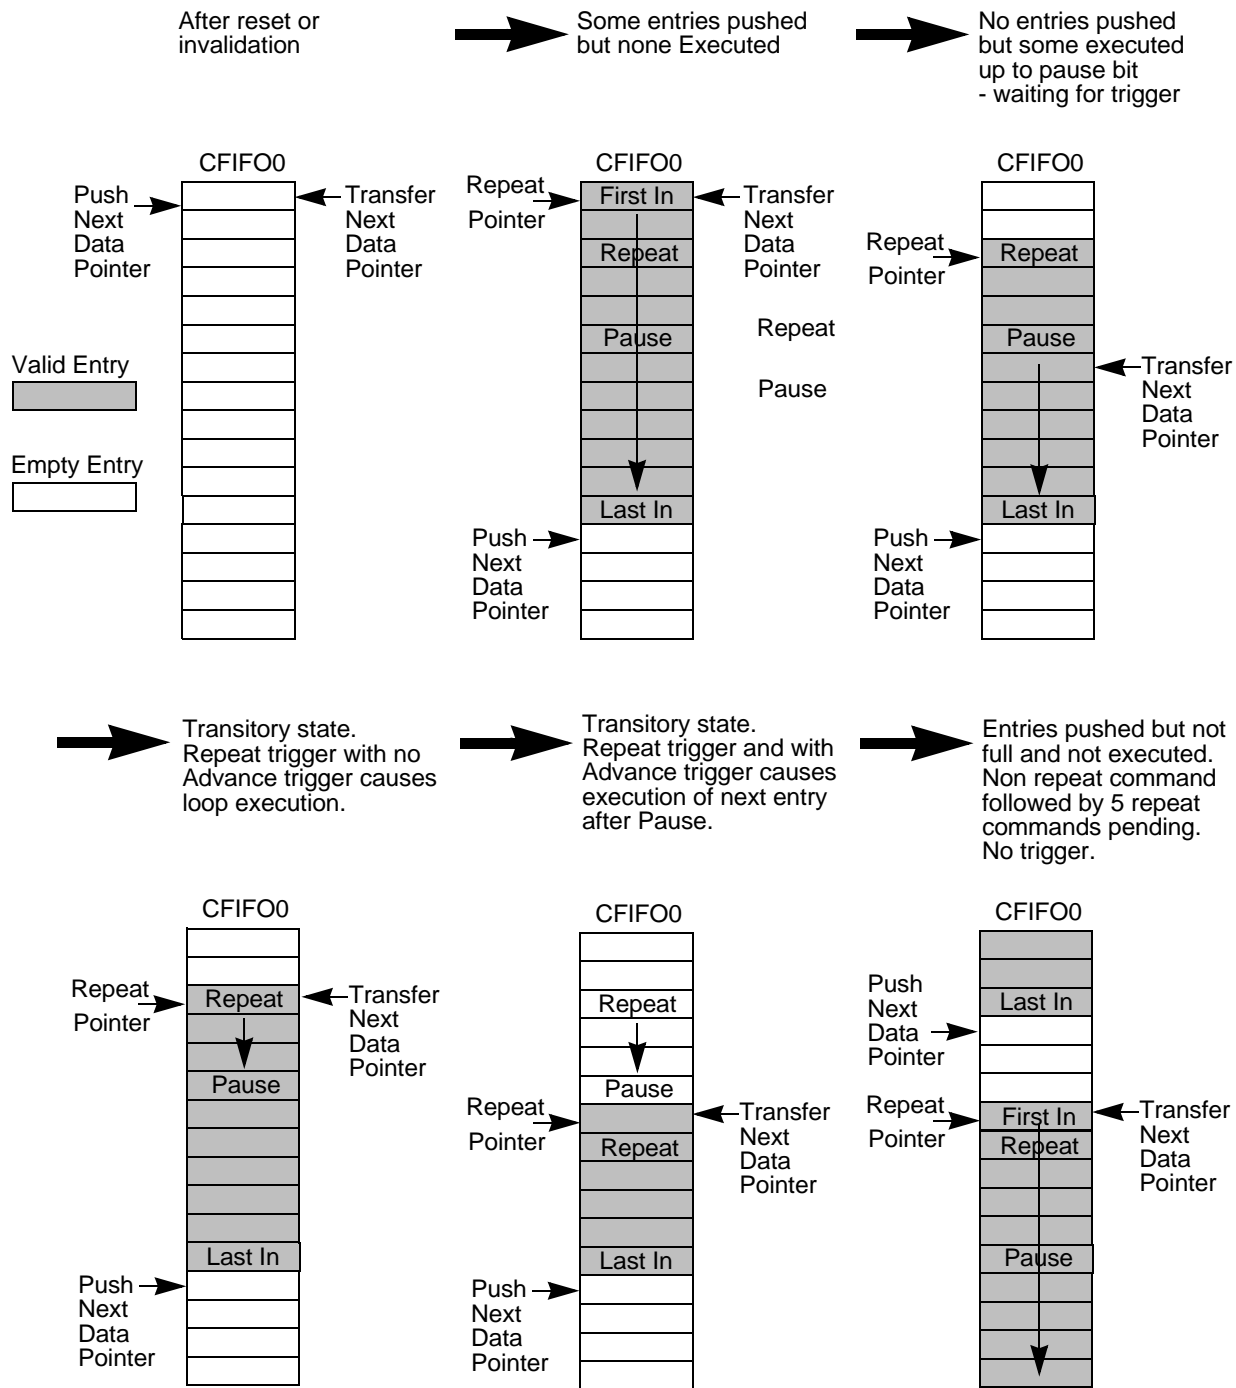 After reset or
invalidation
Some entries pushed
but none Executed
No entries pushed
but some executed
up to pause bit
- waiting for trigger
CFIFO0
Push
Next
Data
Pointer
Transfer
Next
Data
Pointer
Valid Entry
Empty Entry
CFIFO0
Repeat
Pointer
First In
Repeat
Pause
Last In
Transfer
Next
Data
Pointer
Repeat
Pause
Push
Next
Data
Pointer
CFIFO0
Repeat
Pointer
Repeat
Pause
Last In
Transfer
Next
Data
Pointer
Push
Next
Data
Pointer
Transitory state.
Repeat trigger with no
Advance trigger causes
loop execution.
Transitory state.
Repeat trigger and with
Advance trigger causes
execution of next entry
after Pause.
Entries pushed but not
full and not executed.
Non repeat command
followed by 5 repeat
commands pending.
No trigger.
CFIFO0
Repeat
Pointer
Repeat
Pause
Last In
Transfer
Next
Data
Pointer
Push
Next
Data
Pointer
CFIFO0
Repeat
Pause
Repeat
Pointer
Repeat
Last In
Transfer
Next
Data
Pointer
Push
Next
Data
Pointer
CFIFO0
Push
Next
Data
Pointer
Last In
Repeat
Pointer
First In
Repeat
Pause
Transfer
Next
Data
Pointer